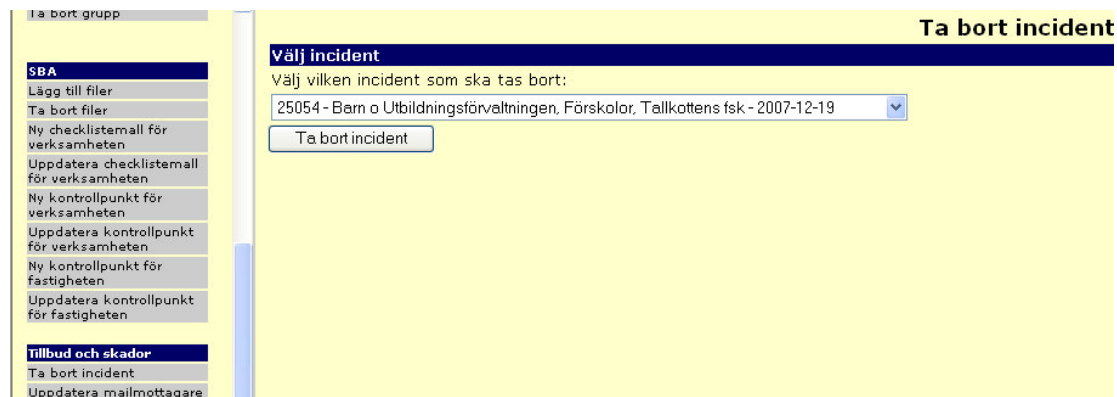 Ta bort grupp
SBA
Lägg till filer
Ta bort filer
Ny checklistemall för
verksamheten
Uppdatera checklistemall
för verksamheten
Ny kontrollpunkt för
verksamheten
Uppdatera kontrollpunkt
för verksamheten
Ny kontrollpunkt för
fastigheten
Uppdatera kontrollpunkt
för fastigheten
Tillbud och skador
Ta bort incident
Uppdatera mailmottagare
Ta bort incident
Välj incident
Välj vilken incident som ska tas bort:
25054 - Barn o Utbildningsförvaltningen, Förskolor, Tallkottens fsk - 2007-12-19
Ta bort incident